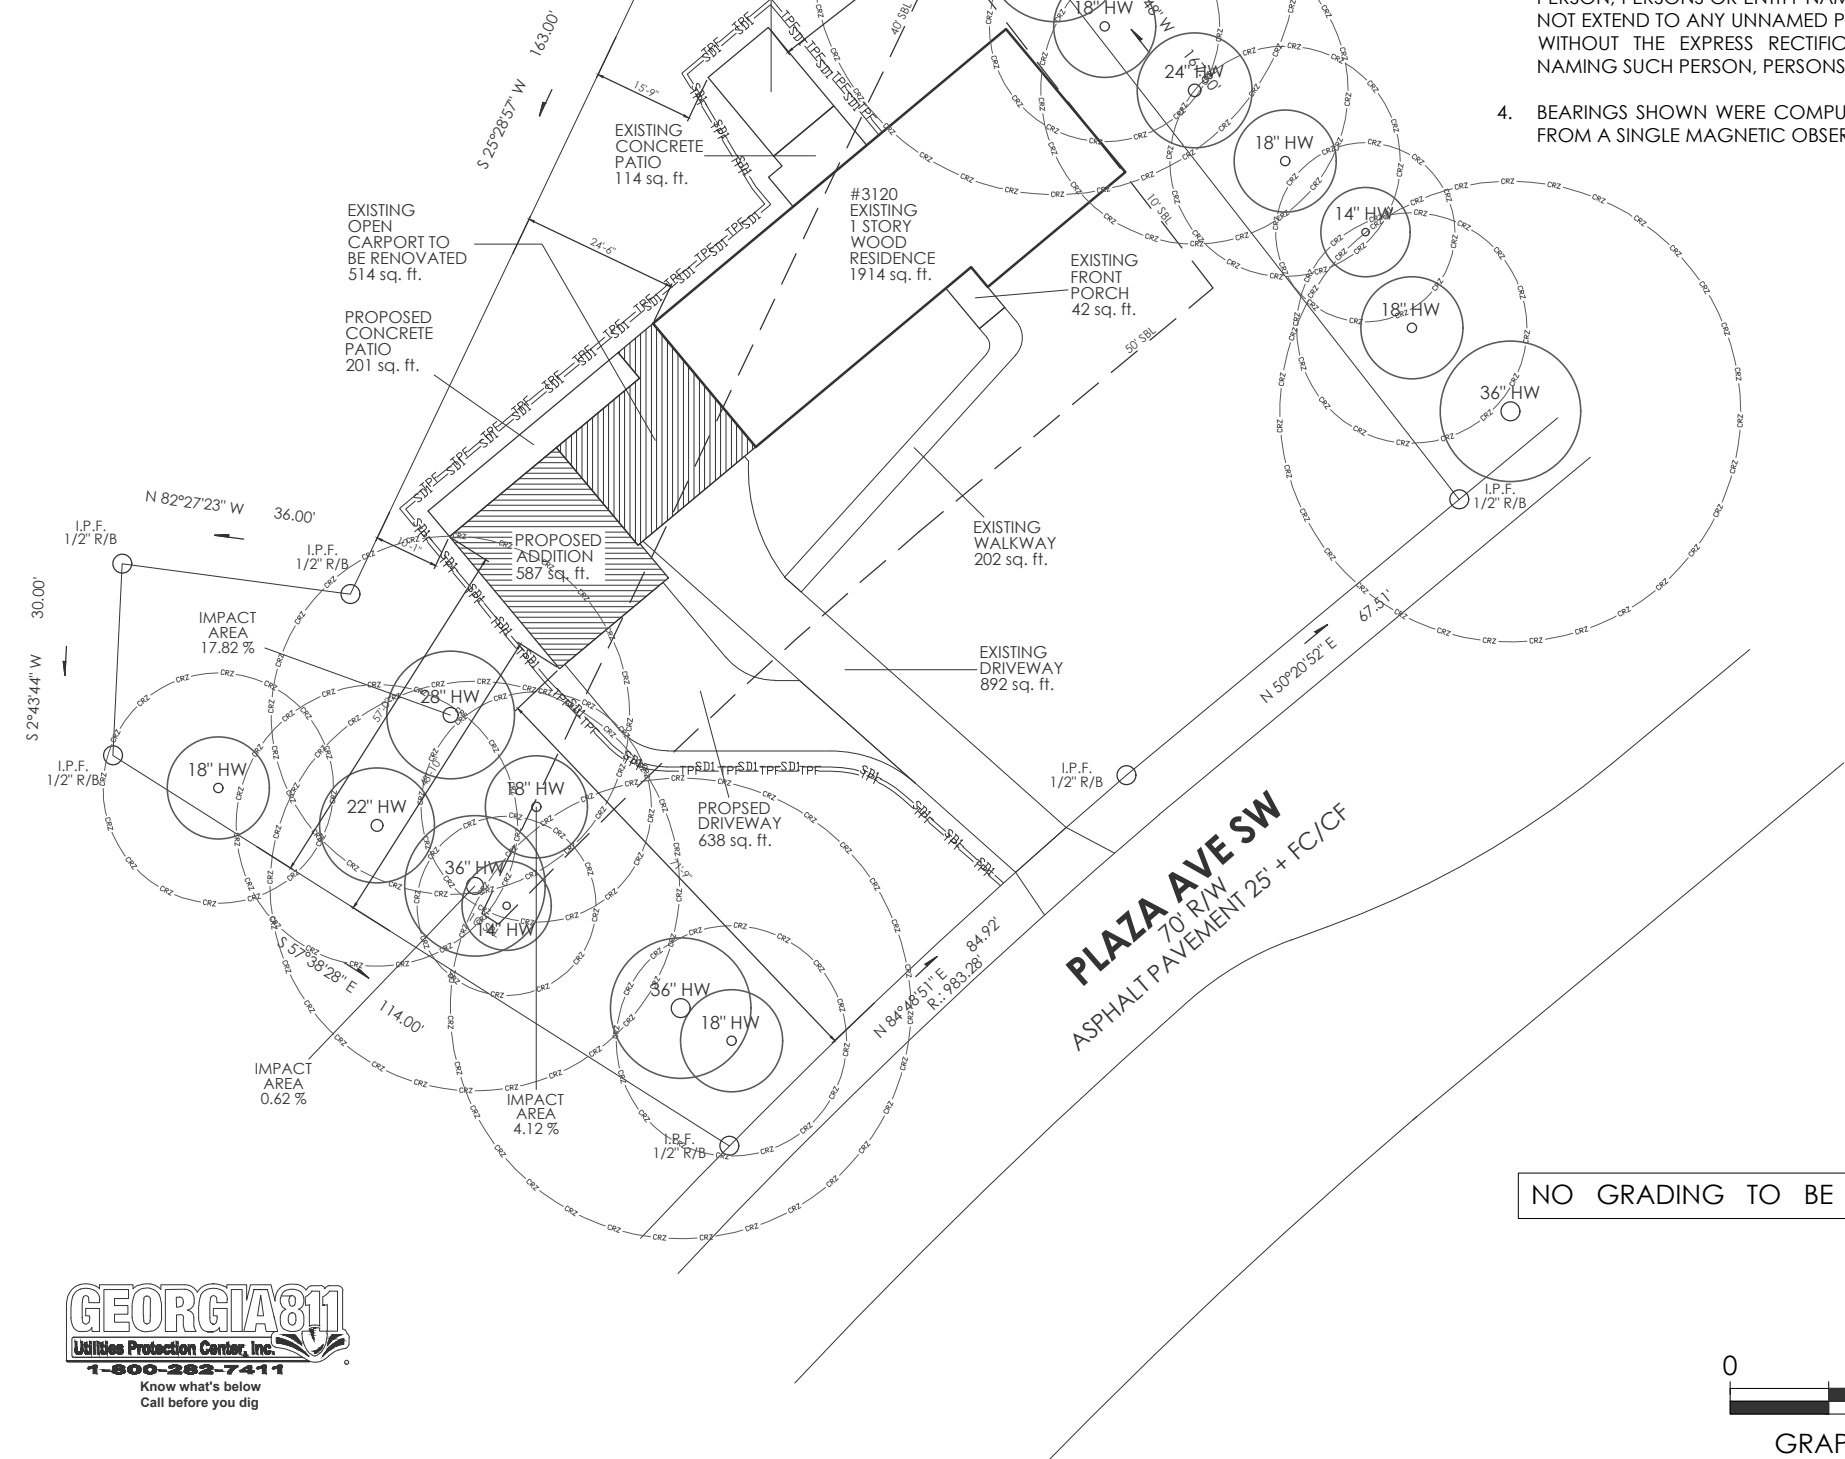 PERSON, PERSONS OR ENTITY
NOT EXTEND TO ANY UNNAMED
WITHOUT THE EXPRESS
NAMING SUCH PERSON, PERSONS
4. BEARINGS SHOWN WERE
FROM A SINGLE MAGNETIC
S 25°28'57" W 163.00'
15'-9"
40' SBL
18" HW
24" HW
18" HW
14" HW
18" HW
36" HW
EXISTING
CONCRETE
PATIO
114 sq. ft.
EXISTING
OPEN
CARPORT TO
BE RENOVATED
514 sq. ft.
24'-6"
#3120
EXISTING
1 STORY
WOOD
RESIDENCE
1914 sq. ft.
10' SBL
EXISTING
FRONT
PORCH
42 sq. ft.
50' SBL
PROPOSED
CONCRETE
PATIO
201 sq. ft.
N 82°27'23" W 36.00'
I.P.F.
1/2" R/B
I.P.F.
1/2" R/B
10'-1"
PROPOSED
ADDITION
587 sq. ft.
EXISTING
WALKWAY
202 sq. ft.
I.P.F.
1/2" R/B
S 2°43'44" W 30.00'
IMPACT
AREA
17.82 %
EXISTING
DRIVEWAY
892 sq. ft.
N 50°20'52" E 67.51'
I.P.F.
1/2" R/B
18" HW
28" HW
22" HW
18" HW
36" HW
14" HW
PROPSED
DRIVEWAY
638 sq. ft.
I.P.F.
1/2" R/B
S 57°38'28" E
114.00'
36" HW
18" HW
N 84°48'51" E 84.92'
R.: 983.28'
PLAZA AVE SW
70' R/W
ASPHALT PAVEMENT 25' + FC/CF
IMPACT
AREA
0.62 %
IMPACT
AREA
4.12 %
I.P.F.
1/2" R/B
NO GRADING TO BE
GEORGIA811
Utilities Protection Center, Inc.
1-800-282-7411
Know what's below
Call before you dig
0